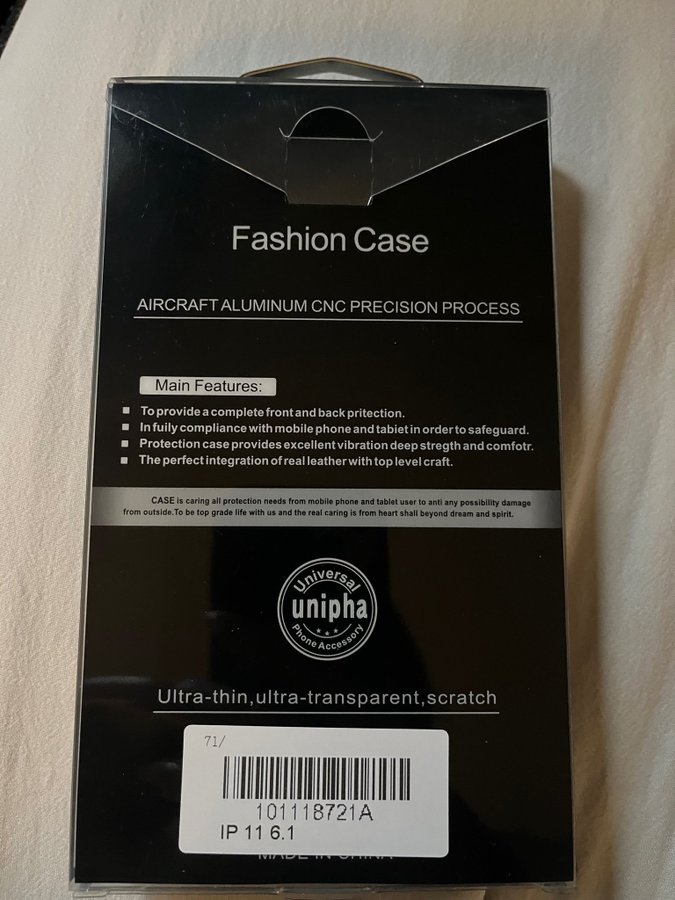 Fashion Case
AIRCRAFT ALUMINUM CNC PRECISION PROCESS
Main Features:
To provide a complete front and back pritection.
In fuily compliance with mobile phone and tabiet in order to safeguard.
Protection case provides excellent vibration deep stregth and comfotr.
The perfect integration of real leather with top level craft.
CASE is caring all protection needs from mobile phone and tablet user to anti any possibility damage
from outside.To be top grade life with us and the real caring is from heart shall beyond dream and spirit.
Universal
unipha
Phone Accessory
Ultra-thin,ultra-transparent,scratch
71/
101118721A
IP 11 6.1
MADE IN CHINA